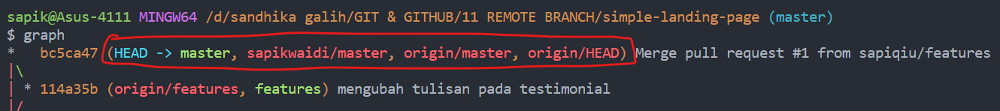 sapik@Asus-4111 MINGW64 /d/sandhika galih/GIT & GITHUB/11 REMOTE BRANCH/simple-landing-page (master)
$ graph
*   bc5ca47 (HEAD -> master, sapikwaidi/master, origin/master, origin/HEAD) Merge pull request #1 from sapiqiu/features
|\
| * 114a35b (origin/features, features) mengubah tulisan pada testimonial
|/